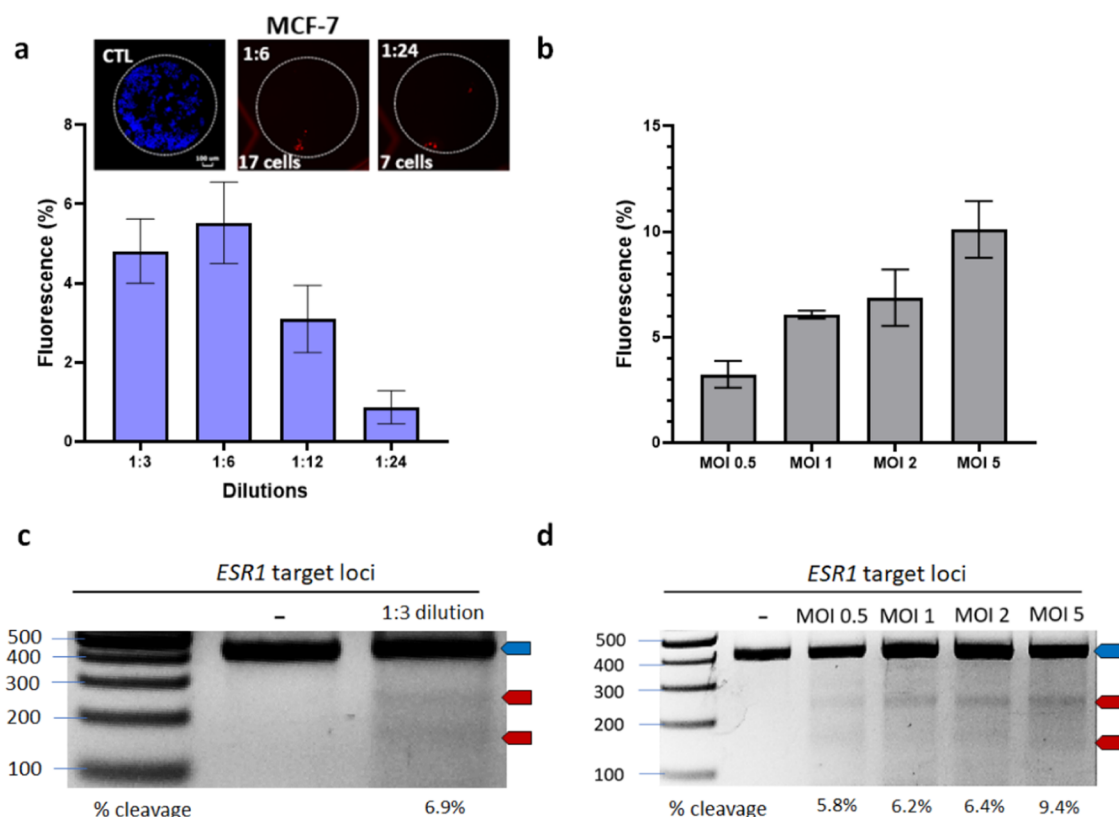 MCF-7
a
CTL
100 um
1:6
17 cells
1:24
7 cells
8
6
4
2
0
Fluorescence (%)
1:3
1:6
1:12
1:24
Dilutions
b
15
10
5
0
Fluorescence (%)
MOI 0.5
MOI 1
MOI 2
MOI 5
c
ESR1 target loci
–
1:3 dilution
500
400
300
200
100
% cleavage
6.9%
d
ESR1 target loci
-
MOI 0.5
MOI 1
MOI 2
MOI 5
500
400
300
200
100
% cleavage
5.8%
6.2%
6.4%
9.4%